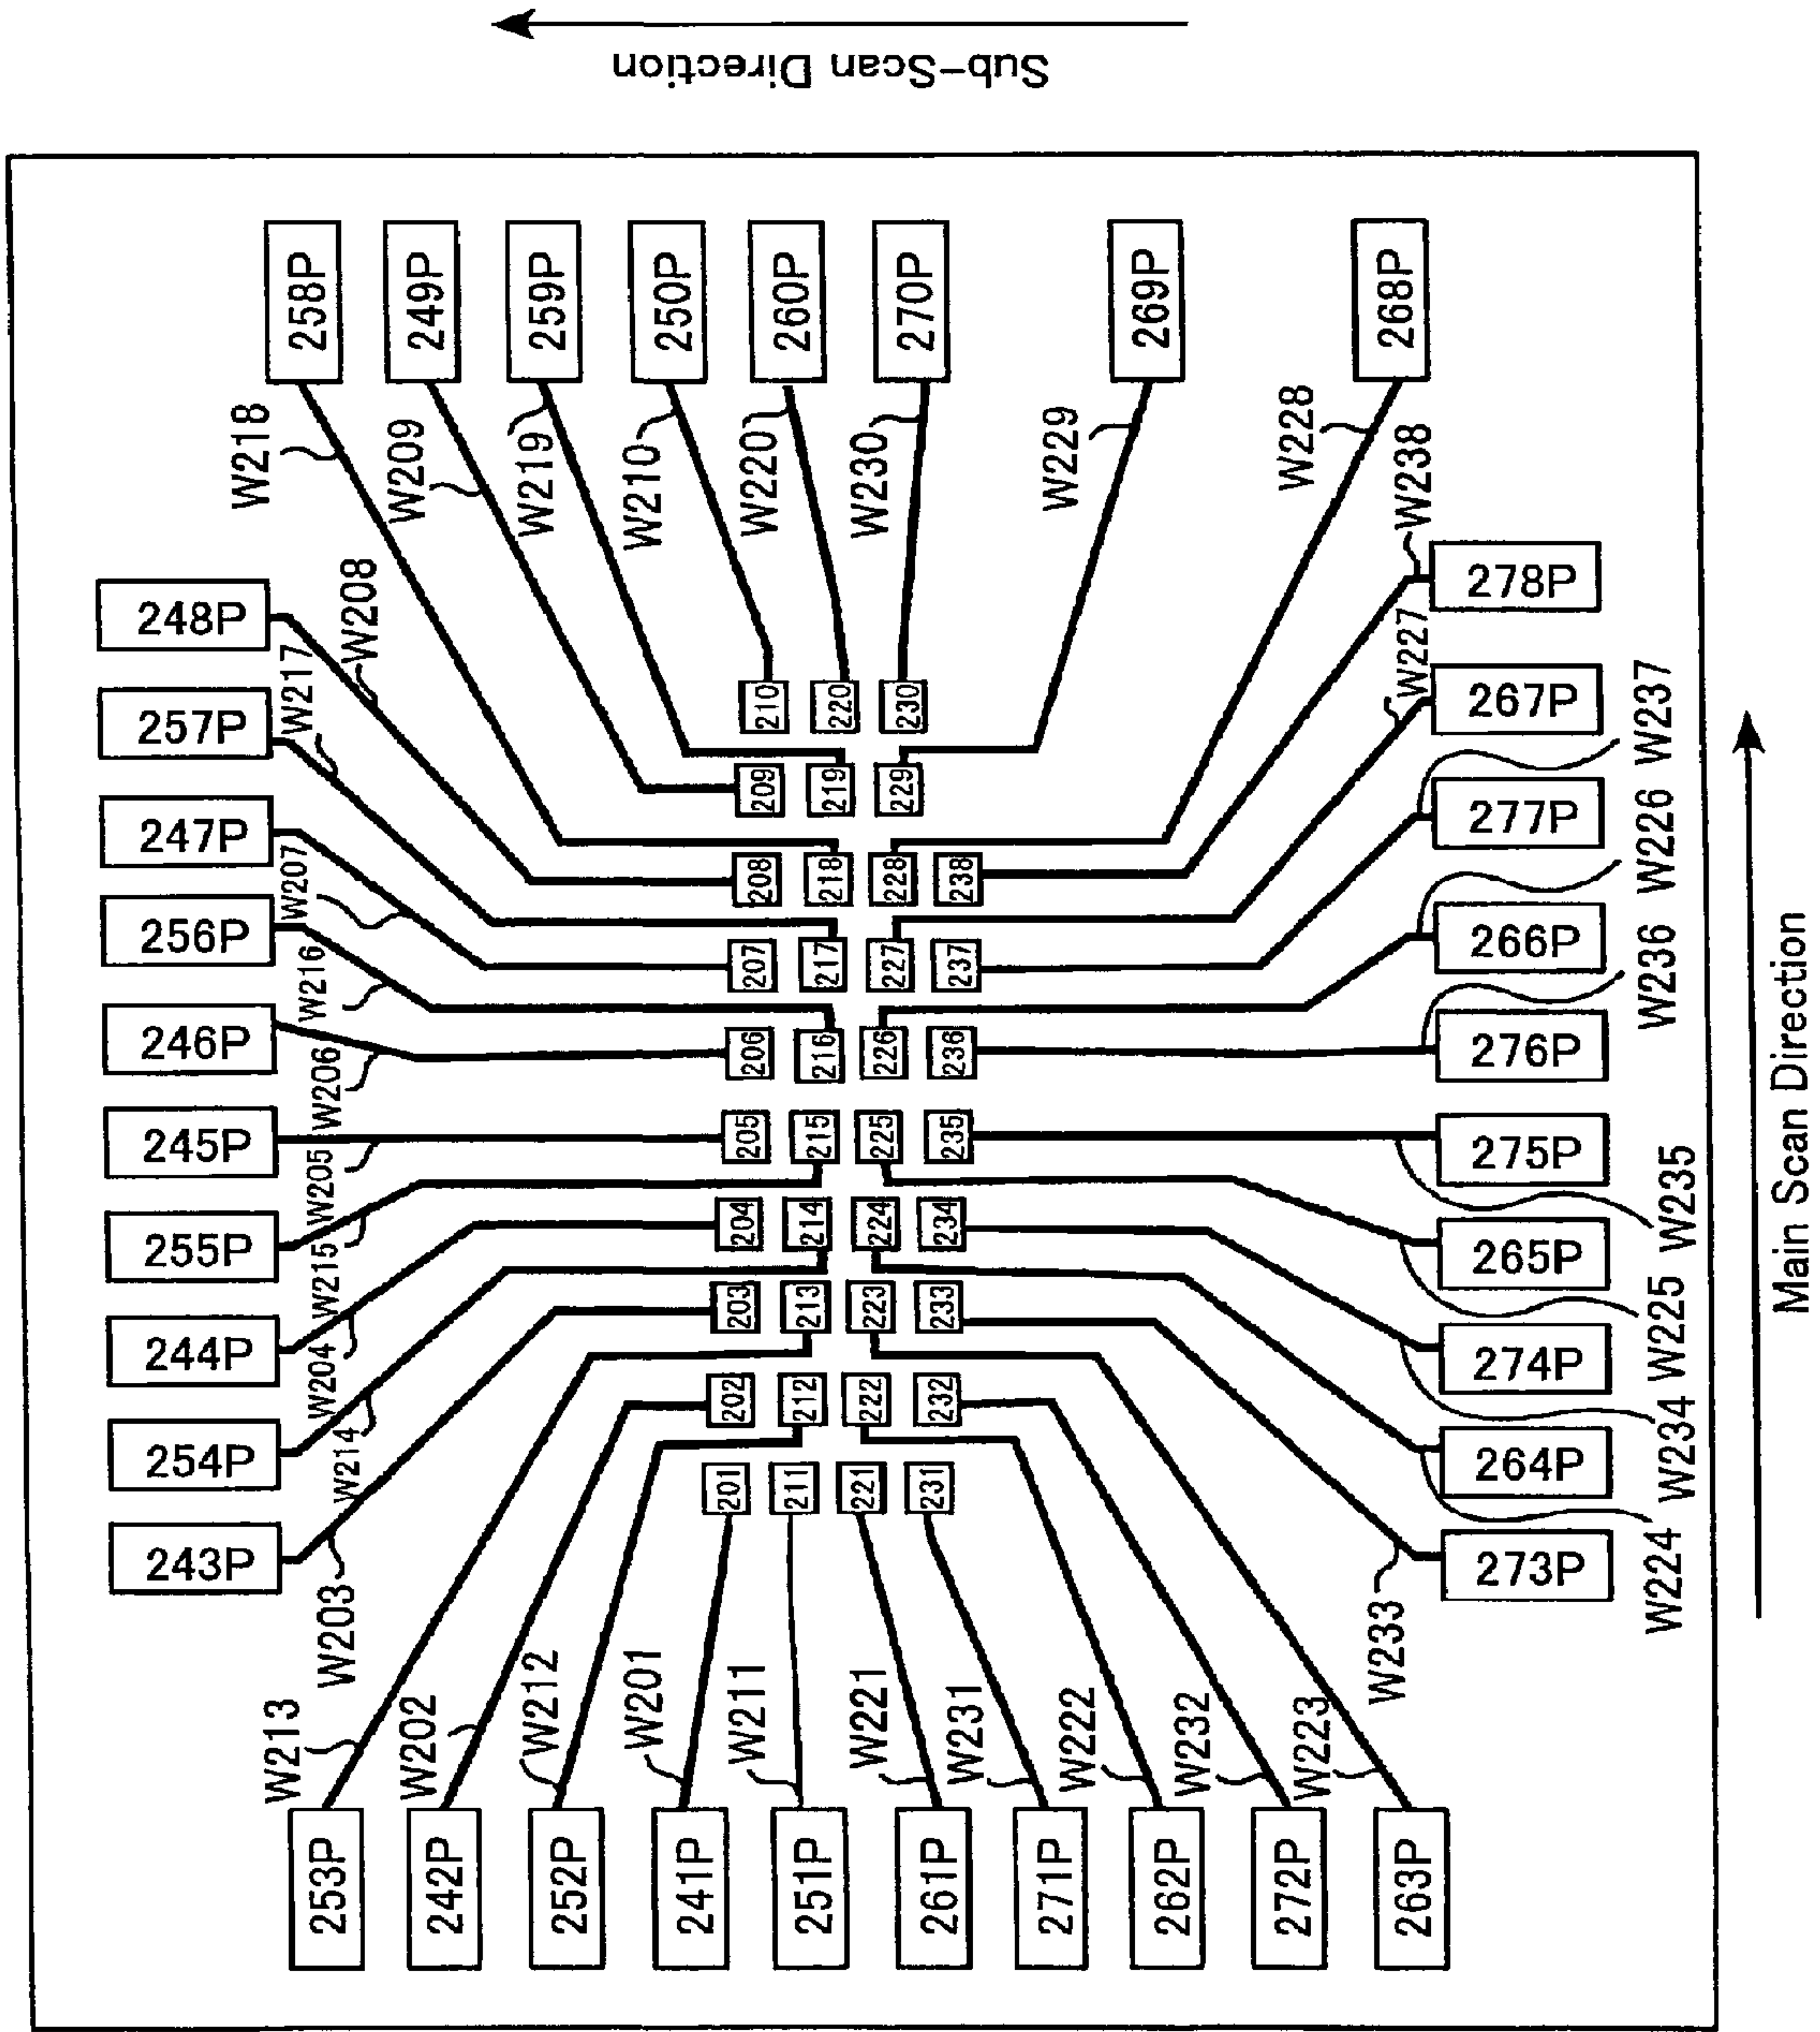 Sub-Scan Direction
Main Scan Direction
248P
257P
247P
256P
246P
245P
255P
244P
254P
243P
W208
W217
W207
W216
W206
W205
W215
W204
W214
W203
258P
249P
259P
250P
260P
270P
269P
268P
W218
W209
W219
W210
W220
W230
W229
W228
201
202
203
204
205
206
207
208
209
210
211
212
213
214
215
216
217
218
219
220
221
222
223
224
225
226
227
228
229
230
231
232
233
234
235
236
237
238
W213
W202
W212
W201
W211
W221
W231
W222
W232
W223
253P
242P
252P
241P
251P
261P
271P
262P
272P
263P
W238
W227
W237
W226
W236
W235
W225
W234
W224
W233
278P
267P
277P
266P
276P
275P
265P
274P
264P
273P